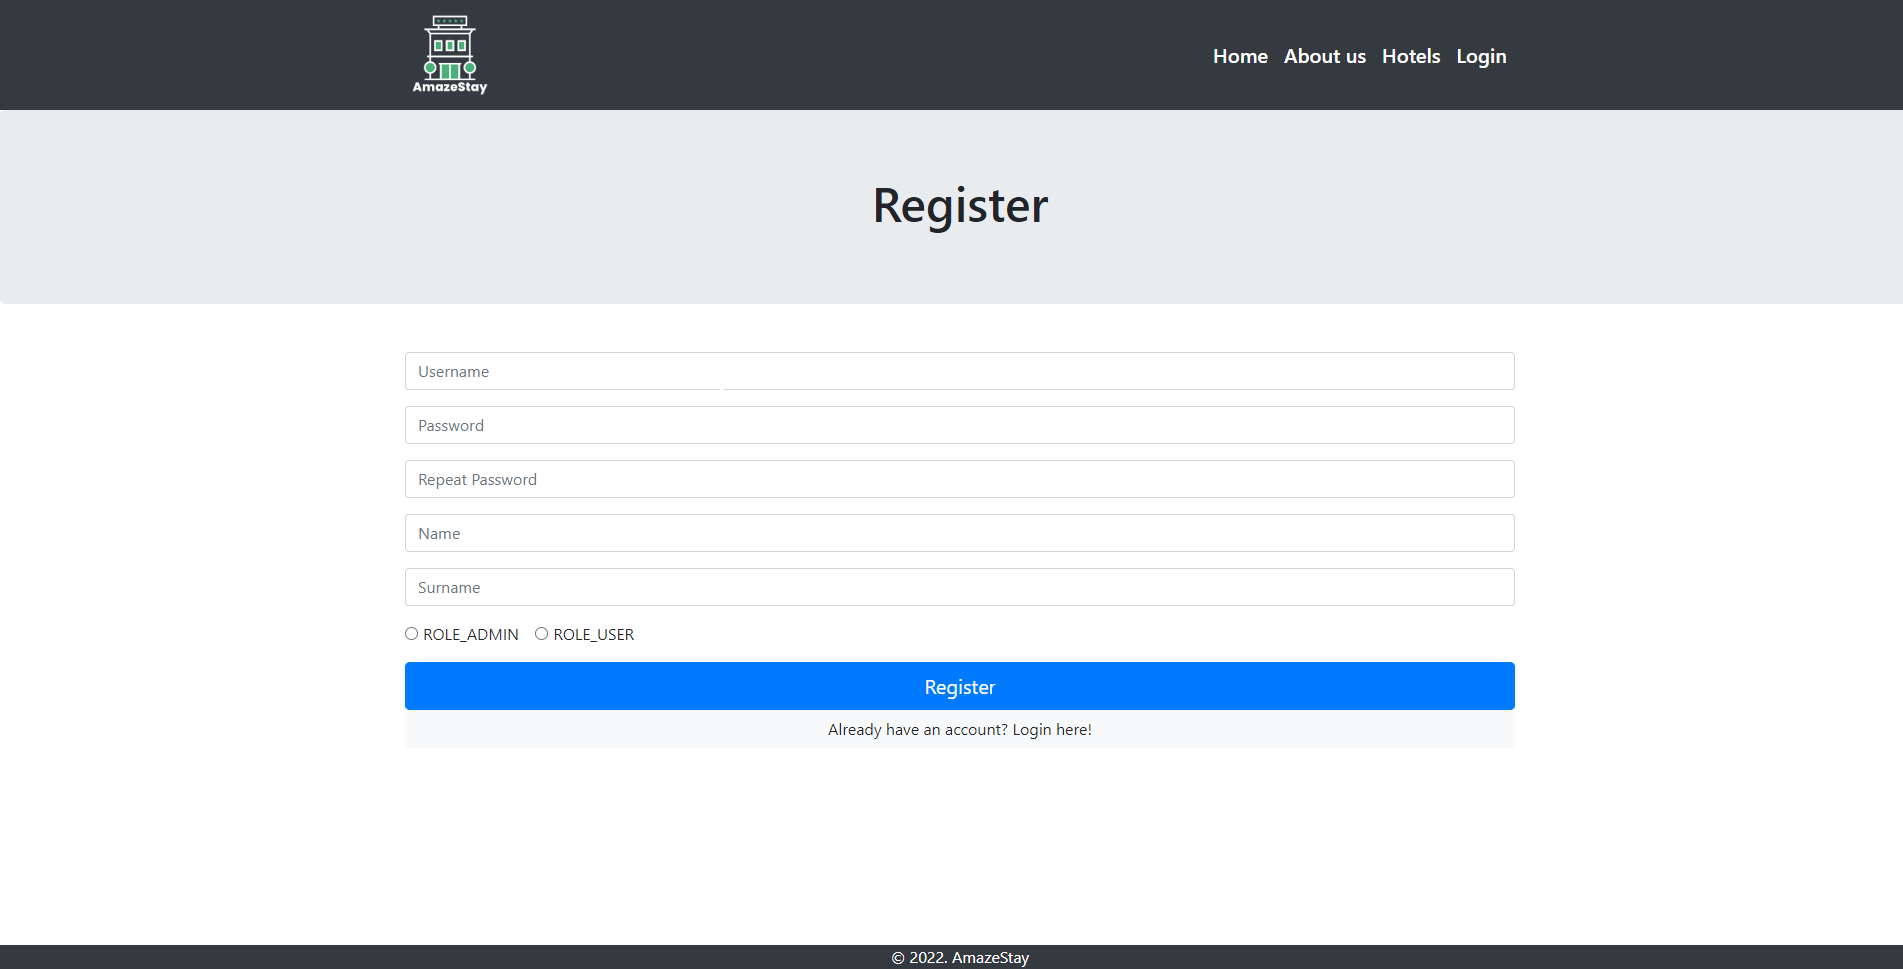 AmazeStay
Home About us Hotels Login
Register
Username
Password
Repeat Password
Name
Surname
ROLE_ADMIN ROLE_USER
Register
Already have an account? Login here!
© 2022. AmazeStay